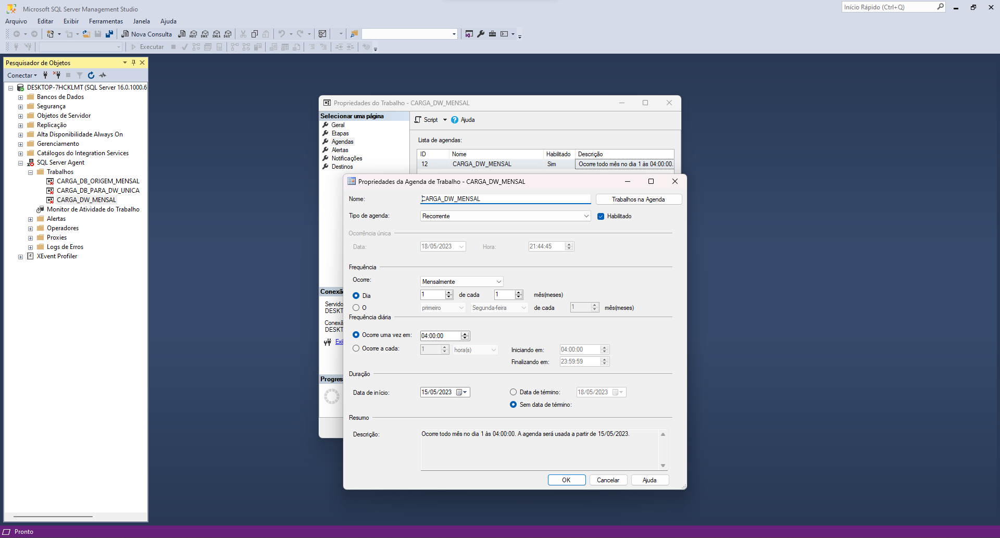 Microsoft SQL Server Management Studio
Início Rápido (Ctrl+Q)
Arquivo Editar Exibir Ferramentas Janela Ajuda
Nova Consulta MDX DMX XMLA DAX
Executar
Pesquisador de Objetos
Conectar
DESKTOP-7HCKLMT (SQL Server 16.0.1000.6
Bancos de Dados
Segurança
Objetos de Servidor
Replicação
Alta Disponibilidade Always On
Gerenciamento
Catálogos do Integration Services
SQL Server Agent
Trabalhos
CARGA_DB_ORIGEM_MENSAL
CARGA_DB_PARA_DW_UNICA
CARGA_DW_MENSAL
Monitor de Atividade do Trabalho
Alertas
Operadores
Proxies
Logs de Erros
XEvent Profiler
Propriedades do Trabalho - CARGA_DW_MENSAL
Selecionar uma página
Geral
Etapas
Agendas
Alertas
Notificações
Destinos
Script Ajuda
Lista de agendas:
ID Nome Habilitado Descrição
12 CARGA_DW_MENSAL Sim Ocorre todo mês no dia 1 às 04:00:00.
Conexã
Servido
DESKT
Conexã
DESKT
Exi
Progres
Propriedades da Agenda de Trabalho - CARGA_DW_MENSAL
Nome: CARGA_DW_MENSAL Trabalhos na Agenda
Tipo de agenda: Recorrente Habilitado
Ocorrência única
Data: 18/05/2023 Hora: 21:44:45
Frequência
Ocorre: Mensalmente
Dia 1 de cada 1 mês(meses)
O primeiro Segunda-feira de cada 1 mês(meses)
Frequência diária
Ocorre uma vez em: 04:00:00
Ocorre a cada: 1 hora(s) Iniciando em: 04:00:00
Finalizando em: 23:59:59
Duração
Data de início: 15/05/2023 Data de término: 18/05/2023
Sem data de término:
Resumo
Descrição: Ocorre todo mês no dia 1 às 04:00:00. A agenda será usada a partir de 15/05/2023.
OK Cancelar Ajuda
Pronto